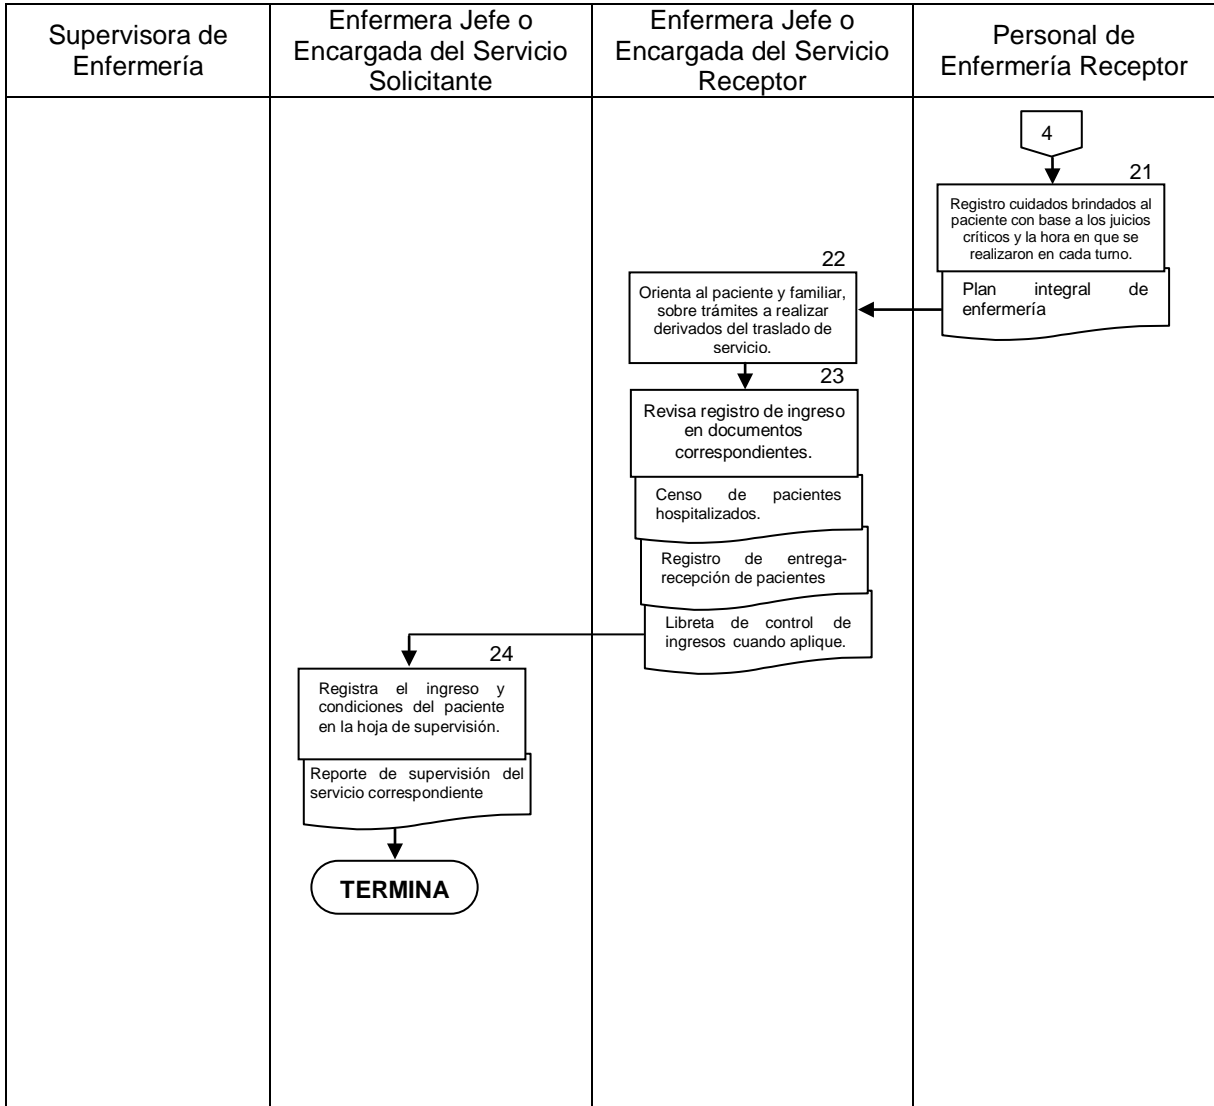 Supervisora de
Enfermería
Enfermera Jefe o
Encargada del Servicio
Solicitante
Enfermera Jefe o
Encargada del Servicio
Receptor
Personal de
Enfermería Receptor
4
21
Registro cuidados brindados al
paciente con base a los juicios
críticos y la hora en que se
realizaron en cada turno.
Plan integral de
enfermería
22
Orienta al paciente y familiar,
sobre trámites a realizar
derivados del traslado de
servicio.
23
Revisa registro de ingreso
en documentos
correspondientes.
Censo de pacientes
hospitalizados.
Registro de entrega-
recepción de pacientes
Libreta de control de
ingresos cuando aplique.
24
Registra el ingreso y
condiciones del paciente
en la hoja de supervisión.
Reporte de supervisión del
servicio correspondiente
TERMINA